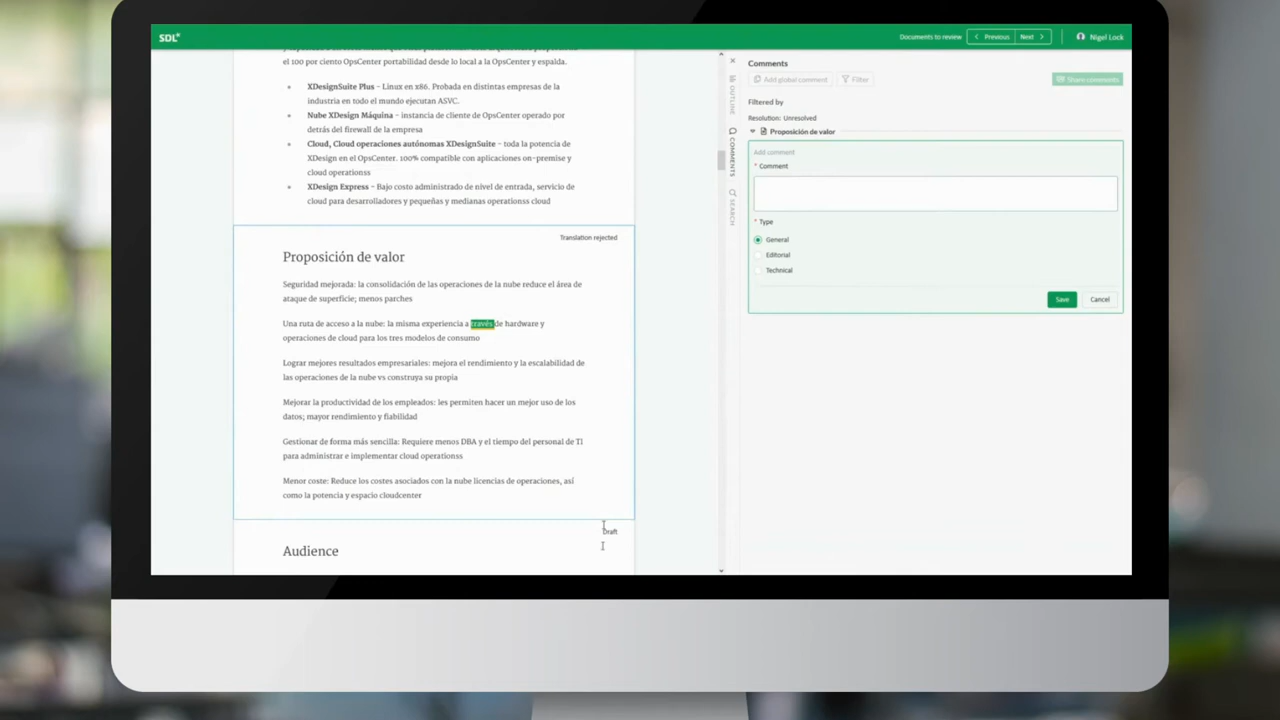 SDL*
Documents to review
Previous
Next
Nigel Lock
el 100 por ciento OpsCenter portabilidad desde lo local a la OpsCenter y espalda.
XDesignSuite Plus - Linux en x86. Probada en distintas empresas de la
industria en todo el mundo ejecutan ASVC.
Nube XDesign Máquina - instancia de cliente de OpsCenter operado por
detrás del firewall de la empresa
Cloud, Cloud operaciones autónomas XDesignSuite - toda la potencia de
XDesign en el OpsCenter. 100% compatible con aplicaciones on-premise y
cloud operationss
XDesign Express - Bajo costo administrado de nivel de entrada, servicio de
cloud para desarrolladores y pequeñas y medianas operationss cloud
Translation rejected
Proposición de valor
Seguridad mejorada: la consolidación de las operaciones de la nube reduce el área de
ataque de superficie; menos parches
Una ruta de acceso a la nube: la misma experiencia a través de hardware y
operaciones de cloud para los tres modelos de consumo
Lograr mejores resultados empresariales: mejora el rendimiento y la escalabilidad de
las operaciones de la nube vs construya su propia
Mejorar la productividad de los empleados: les permiten hacer un mejor uso de los
datos; mayor rendimiento y fiabilidad
Gestionar de forma más sencilla: Requiere menos DBA y el tiempo del personal de TI
para administrar e implementar cloud operationss
Menor coste: Reduce los costes asociados con la nube licencias de operaciones, así
como la potencia y espacio cloudcenter
Draft
Audience
OUTLINE
COMMENTS
SEARCH
Comments
Add global comment
Filter
Share comments
Filtered by
Resolution: Unresolved
Proposición de valor
Add comment
* Comment
* Type
General
Editorial
Technical
Save
Cancel